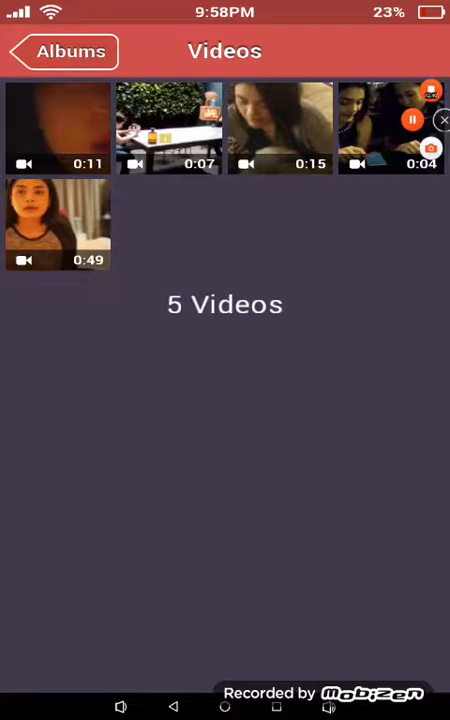 9:58PM 23%
Albums Videos
0:11 0:07 0:15 0:04
0:49
5 Videos
Recorded by Mobizen